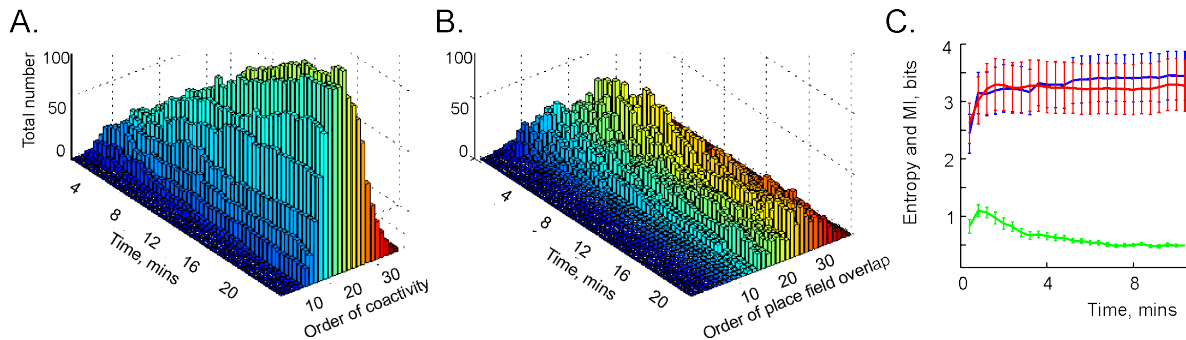 A.
Total number
100
50
0
4
8
12
16
20
Time, mins
10
20
30
Order of coactivity
B.
100
50
0
4
8
12
16
20
Time, mins
10
20
30
Order of place field overlap
C.
Entropy and MI, bits
4
3
2
1
0
4
8
Time, mins